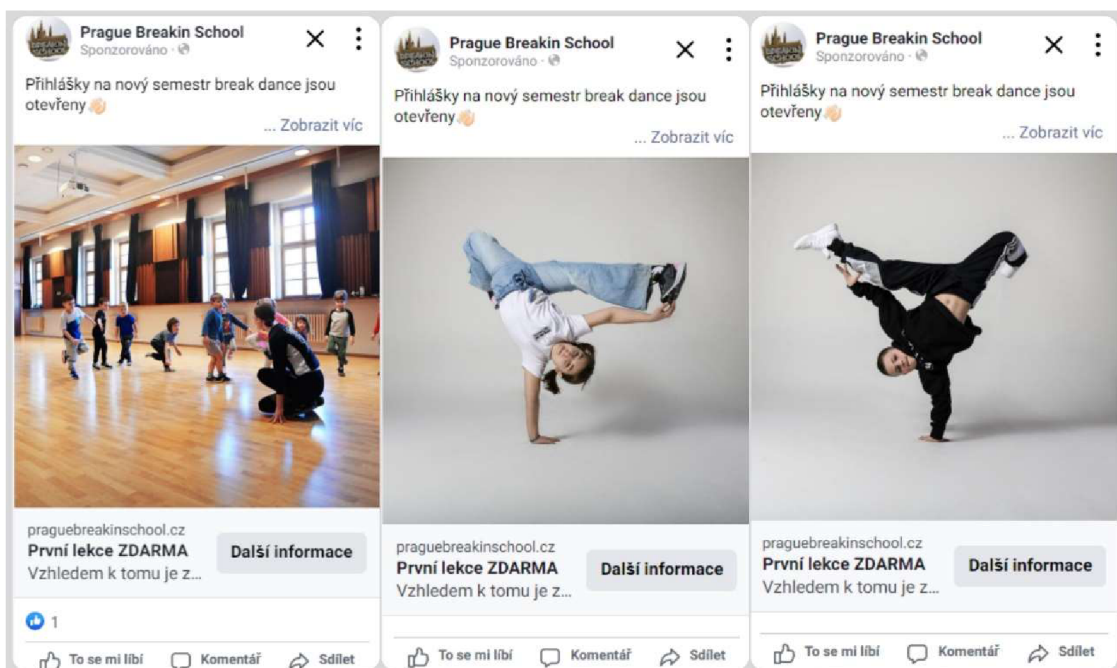 Prague Breakin School
Sponzorováno ·
Přihlášky na nový semestr break dance jsou
otevřeny👋🏻
... Zobrazit víc
praguebreakinschool.cz
První lekce ZDARMA
Vzhledem k tomu je z...
Další informace
1
To se mi líbí
Komentář
Sdílet
Prague Breakin School
Sponzorováno ·
Přihlášky na nový semestr break dance jsou
otevřeny👋🏻
... Zobrazit víc
praguebreakinschool.cz
První lekce ZDARMA
Vzhledem k tomu je z...
Další informace
To se mi líbí
Komentář
Sdílet
Prague Breakin School
Sponzorováno ·
Přihlášky na nový semestr break dance jsou
otevřeny👋🏻
... Zobrazit víc
praguebreakinschool.cz
První lekce ZDARMA
Vzhledem k tomu je z...
Další informace
To se mi líbí
Komentář
Sdílet